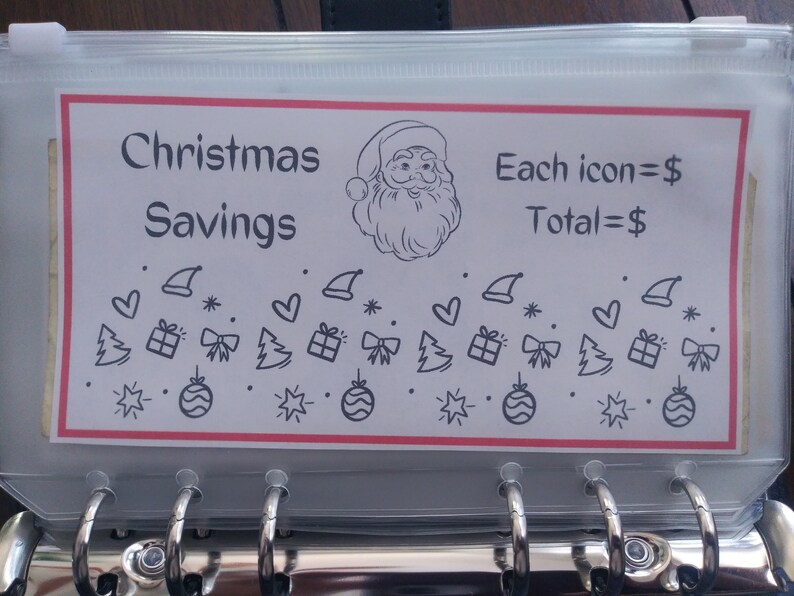 Christmas
Savings
Each icon=$
Total=$